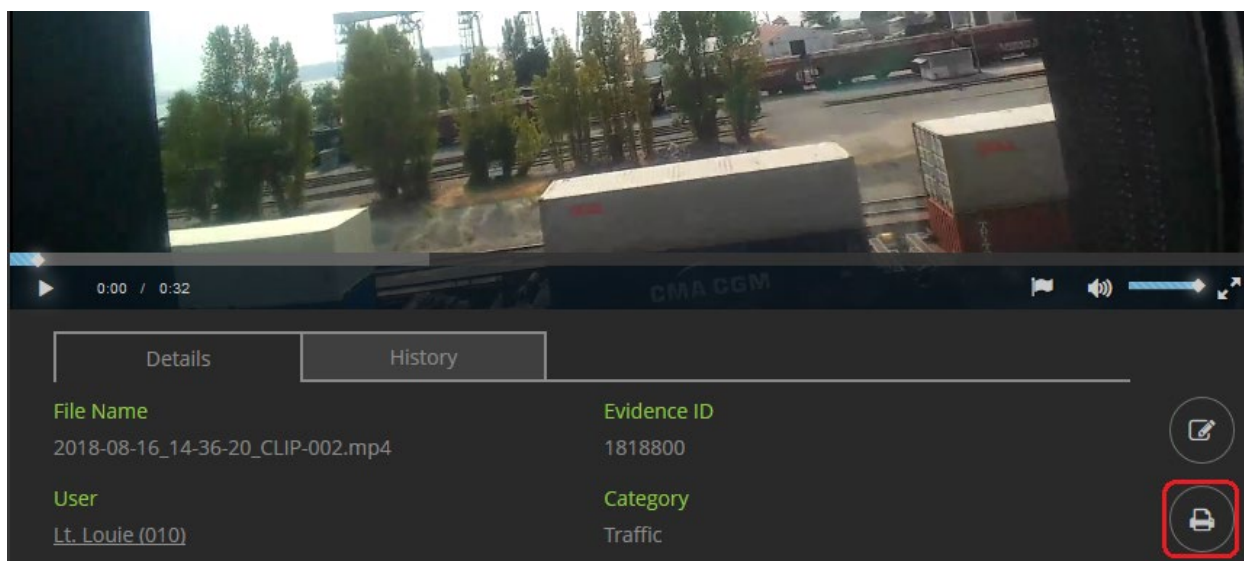 0:00 / 0:32
CMA CGM
Details
History
File Name
Evidence ID
2018-08-16_14-36-20_CLIP-002.mp4
1818800
User
Category
Lt. Louie (010)
Traffic